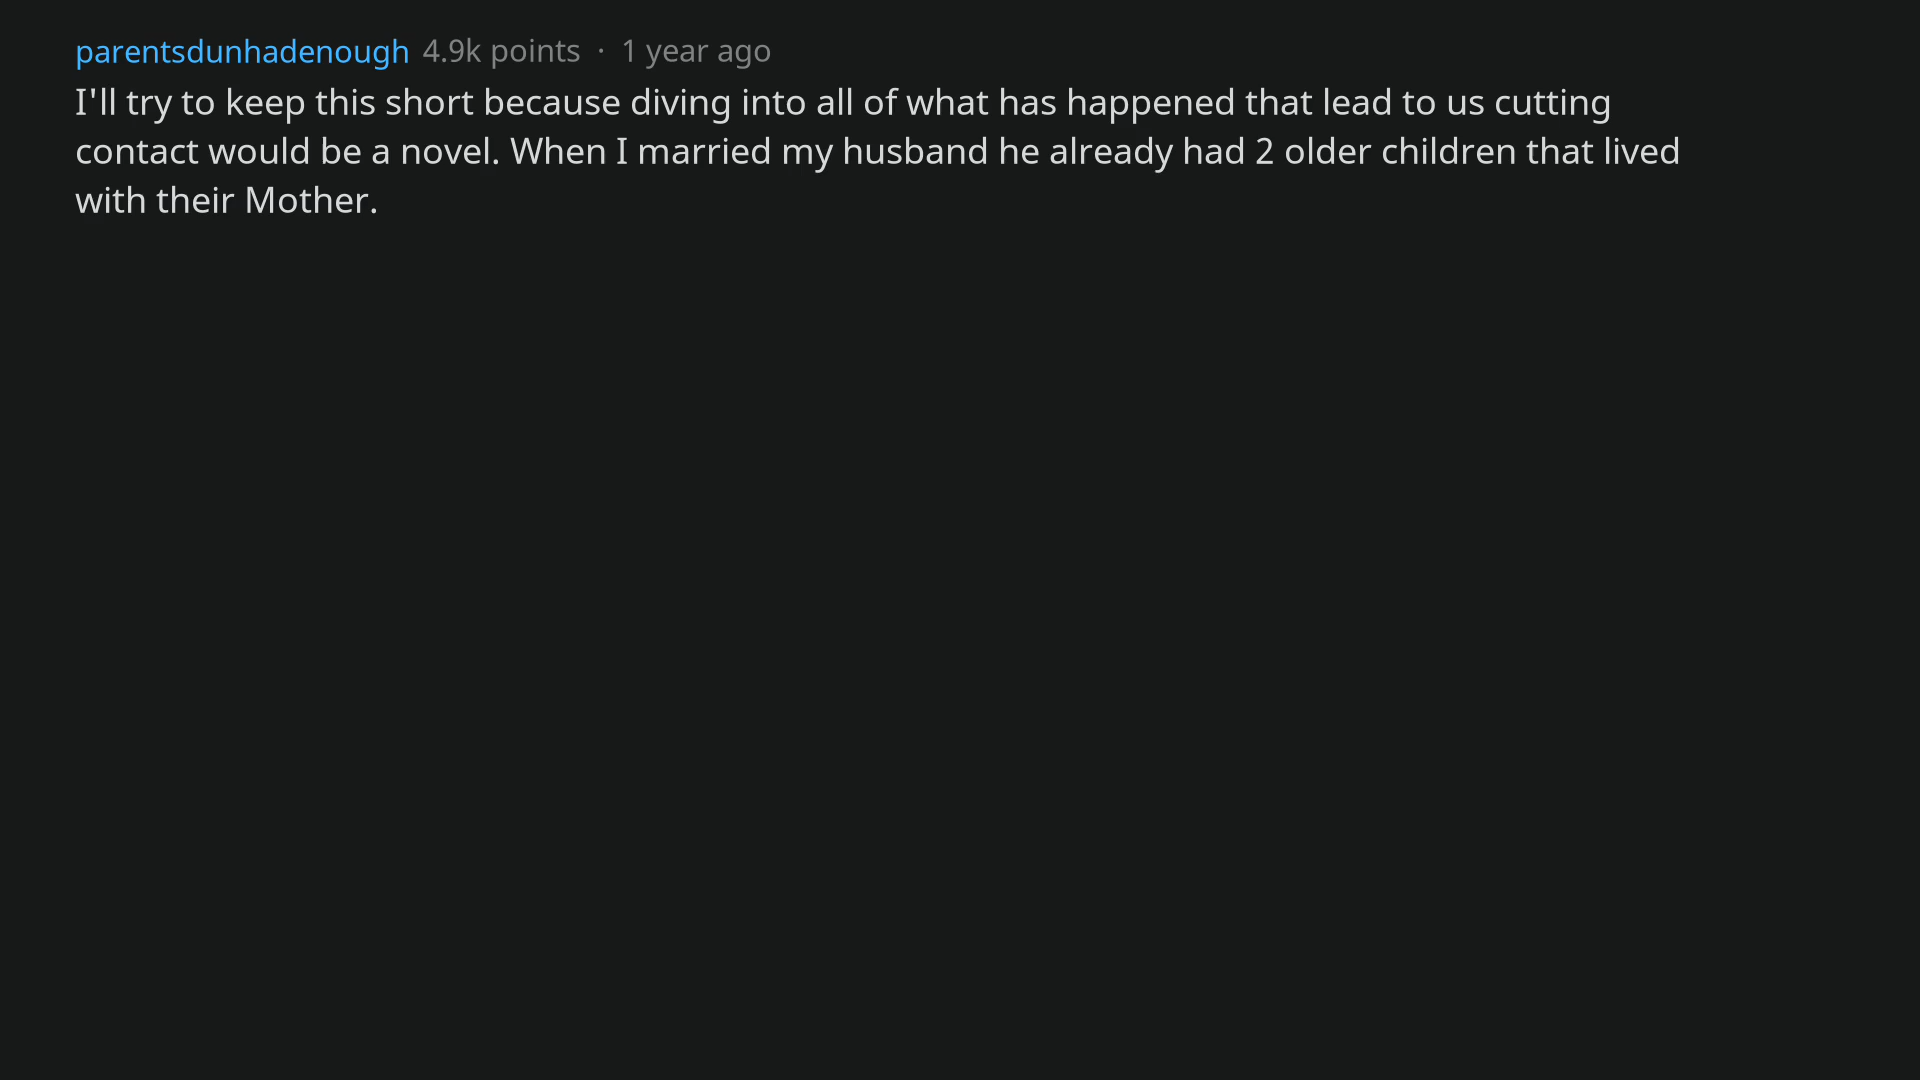 parentsdunhadenough 4.9k points · 1 year ago
I'll try to keep this short because diving into all of what has happened that lead to us cutting
contact would be a novel. When I married my husband he already had 2 older children that lived
with their Mother.